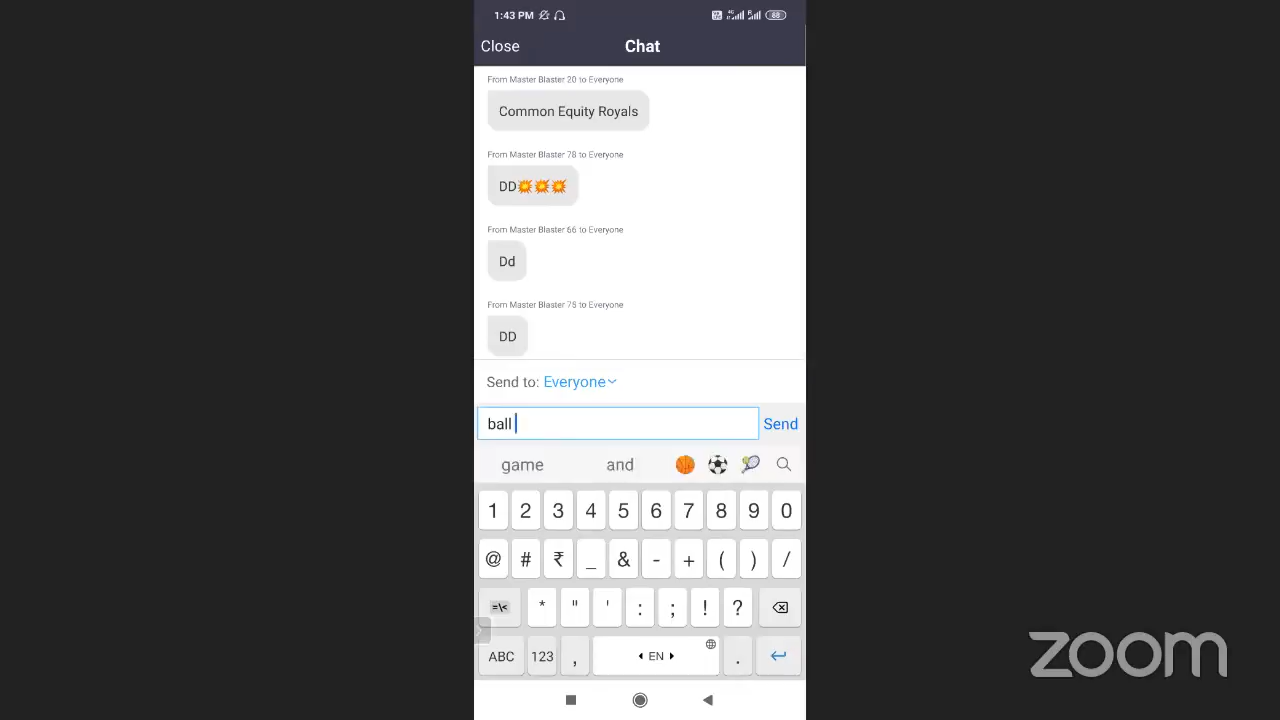 1:43 PM
68
Close
Chat
From Master Blaster 20 to Everyone
Common Equity Royals
From Master Blaster 78 to Everyone
DD💥💥💥
From Master Blaster 66 to Everyone
Dd
From Master Blaster 75 to Everyone
DD
Send to: Everyone
ball
Send
game and
1 2 3 4 5 6 7 8 9 0
@ # ₹ _ & - + ( ) /
=\< * " ' : ; ! ?
ABC 123 , EN .
zoom